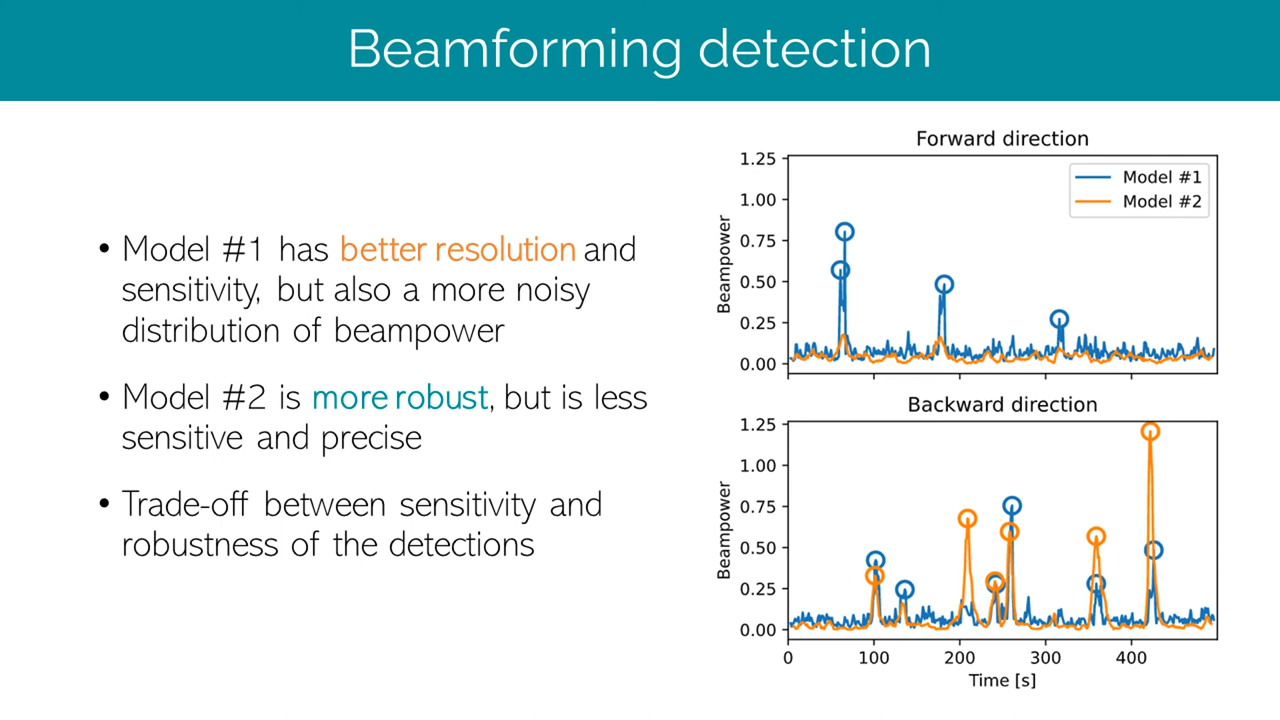 Beamforming detection
• Model #1 has better resolution and
sensitivity, but also a more noisy
distribution of beampower
• Model #2 is more robust, but is less
sensitive and precise
• Trade-off between sensitivity and
robustness of the detections
Forward direction
1.25
1.00
0.75
0.50
0.25
0.00
Beampower
Model #1
Model #2
Backward direction
1.25
1.00
0.75
0.50
0.25
0.00
Beampower
0 100 200 300 400
Time [s]